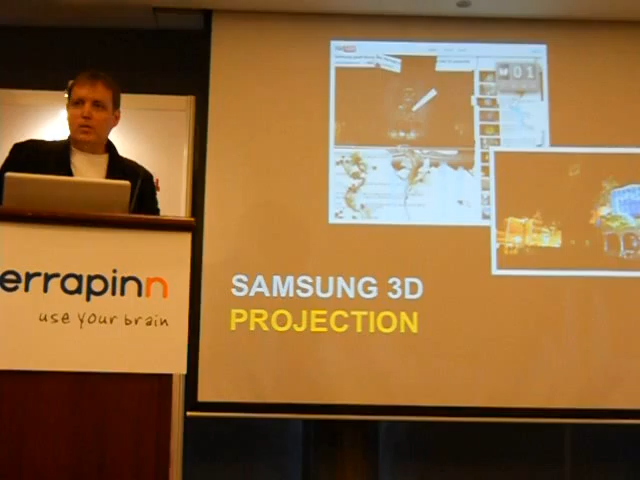 01
SAMSUNG 3D
PROJECTION
errapinn
use your brain